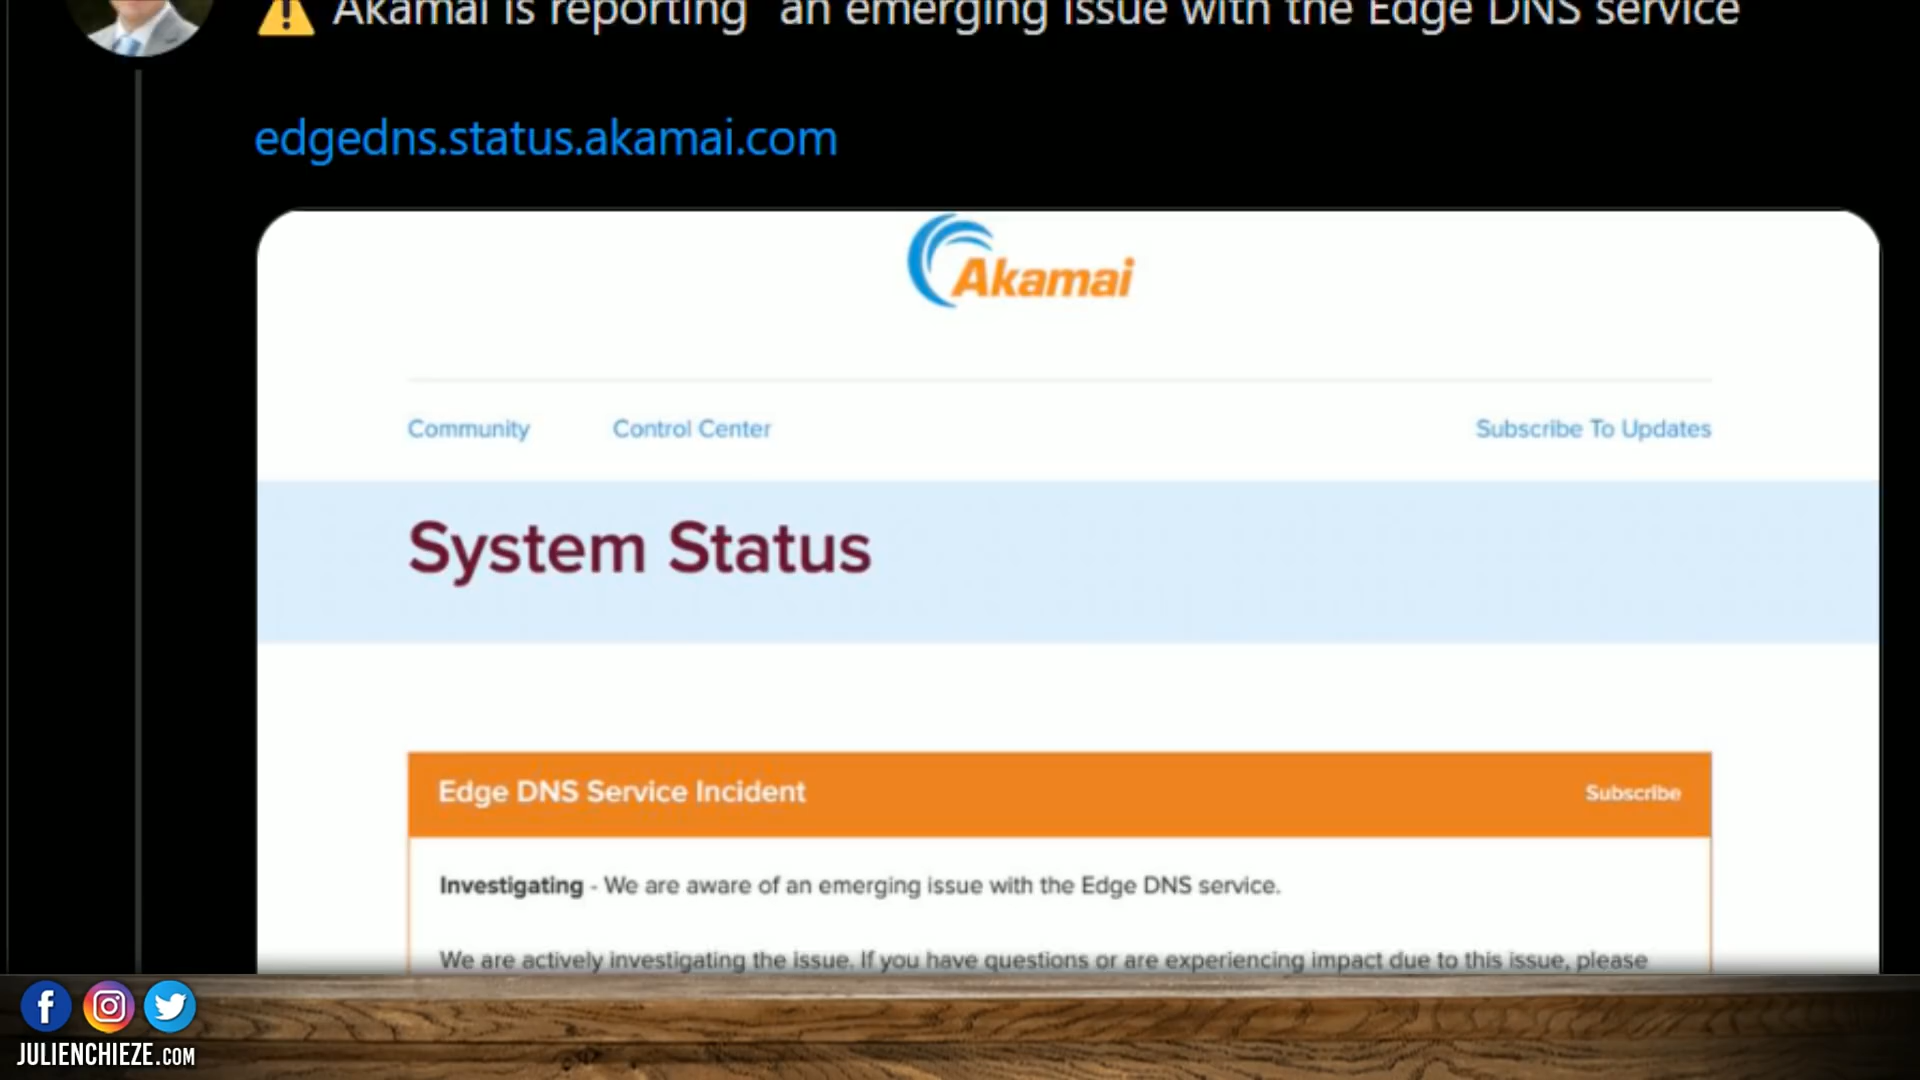 Akamai is reporting "an emerging issue with the Edge DNS service
edgedns.status.akamai.com
Akamai
Community Control Center Subscribe To Updates
System Status
Edge DNS Service Incident Subscribe
Investigating - We are aware of an emerging issue with the Edge DNS service.
We are actively investigating the issue. If you have questions or are experiencing impact due to this issue, please
JULIENCHIEZE.COM